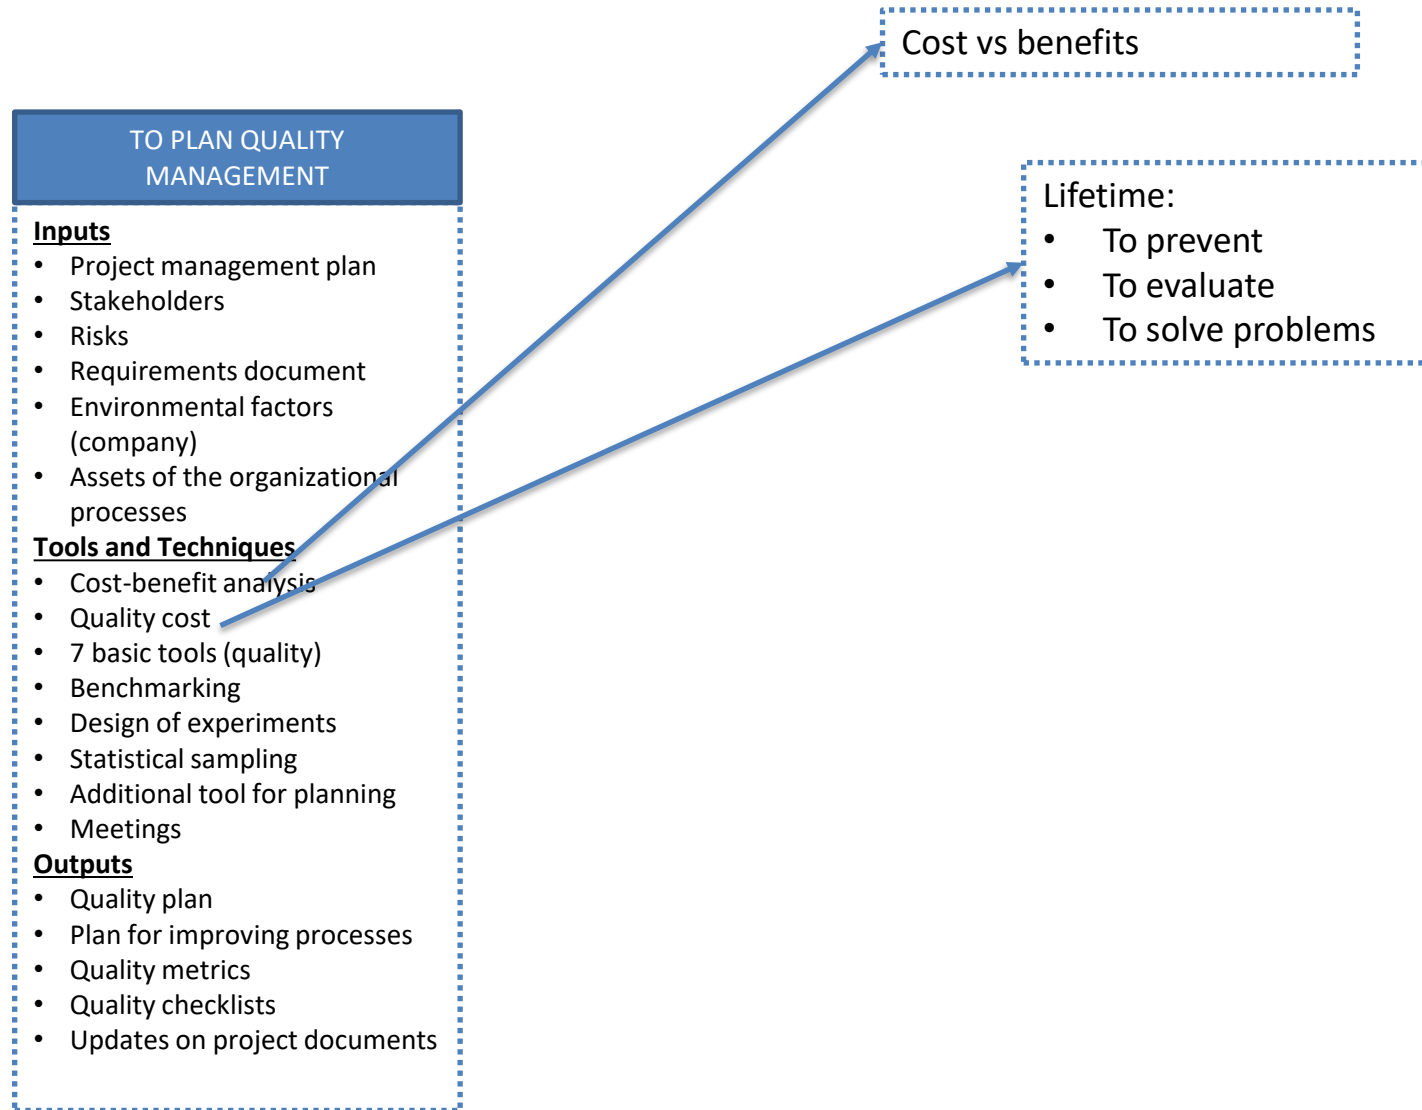 Cost vs benefits
TO PLAN QUALITY
MANAGEMENT
Lifetime:
• To prevent
• To evaluate
• To solve problems
Inputs
• Project management plan
• Stakeholders
• Risks
• Requirements document
• Environmental factors
(company)
• Assets of the organizational
processes
Tools and Techniques
• Cost-benefit analysis
• Quality cost
• 7 basic tools (quality)
• Benchmarking
• Design of experiments
• Statistical sampling
• Additional tool for planning
• Meetings
Outputs
• Quality plan
• Plan for improving processes
• Quality metrics
• Quality checklists
• Updates on project documents